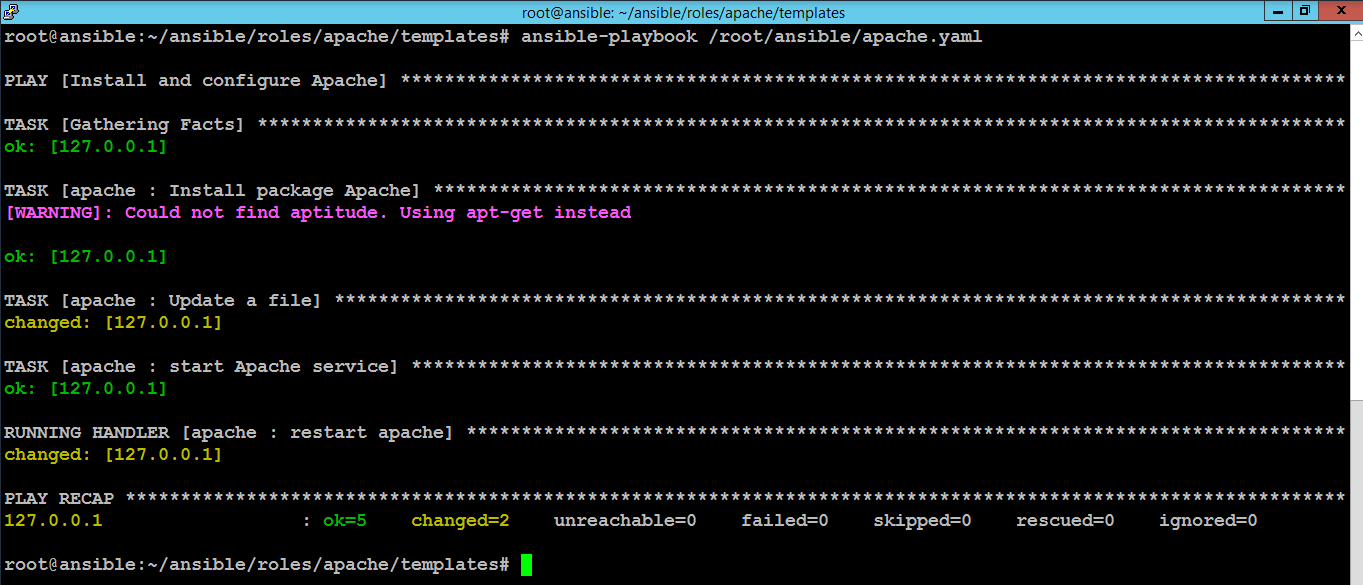 root@ansible: ~/ansible/roles/apache/templates
root@ansible:~/ansible/roles/apache/templates# ansible-playbook /root/ansible/apache.yaml
PLAY [Install and configure Apache] **************************************************************************************
TASK [Gathering Facts] ***************************************************************************************************
ok: [127.0.0.1]
TASK [apache : Install package Apache] ***********************************************************************************
[WARNING]: Could not find aptitude. Using apt-get instead
ok: [127.0.0.1]
TASK [apache : Update a file] ********************************************************************************************
changed: [127.0.0.1]
TASK [apache : start Apache service] *************************************************************************************
ok: [127.0.0.1]
RUNNING HANDLER [apache : restart apache] ********************************************************************************
changed: [127.0.0.1]
PLAY RECAP ***************************************************************************************************************
127.0.0.1                  : ok=5    changed=2    unreachable=0    failed=0    skipped=0    rescued=0    ignored=0
root@ansible:~/ansible/roles/apache/templates#